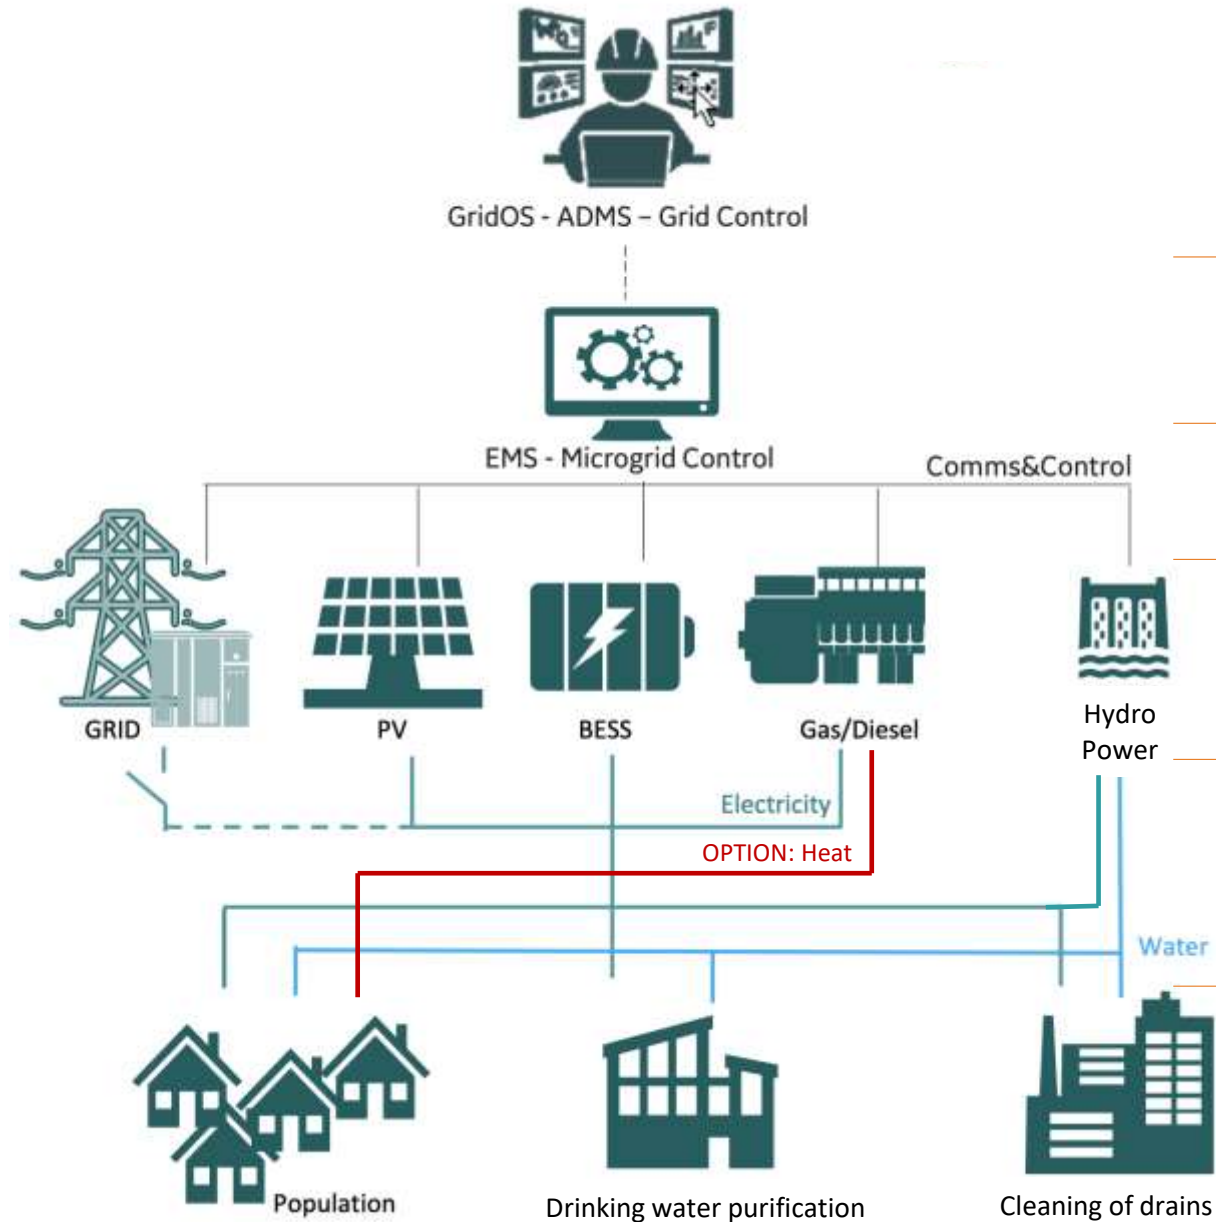 GridOS - ADMS – Grid Control
EMS - Microgrid Control
Comms&Control
GRID
PV
BESS
Gas/Diesel
Hydro
Power
Electricity
OPTION: Heat
Water
Population
Drinking water purification
Cleaning of drains